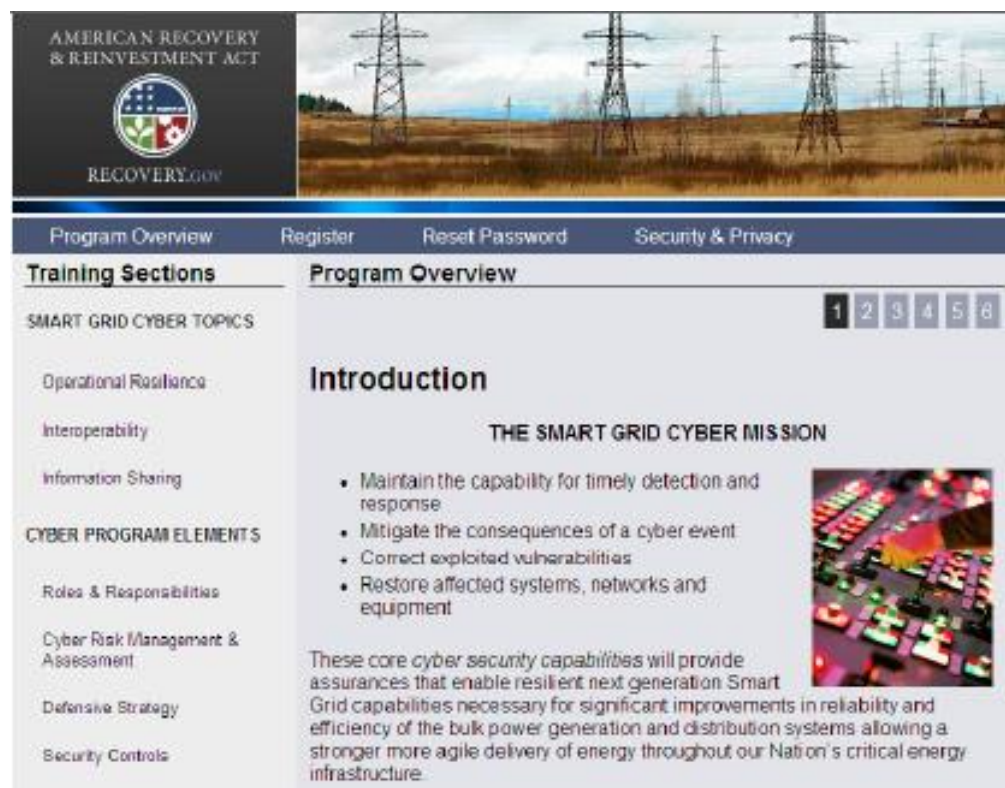 AMERICAN RECOVERY
& REINVESTMENT ACT
RECOVERY.GOV
Program Overview Register Reset Password Security & Privacy
Training Sections
SMART GRID CYBER TOPICS
Operational Resilience
Interoperability
Information Sharing
CYBER PROGRAM ELEMENTS
Roles & Responsibilities
Cyber Risk Management &
Assessment
Defensive Strategy
Security Controls
Program Overview
1 2 3 4 5 6
Introduction
THE SMART GRID CYBER MISSION
• Maintain the capability for timely detection and
response
• Mitigate the consequences of a cyber event
• Correct exploited vulnerabilities
• Restore affected systems, networks and
equipment
These core cyber security capabilities will provide
assurances that enable resilient next generation Smart
Grid capabilities necessary for significant improvements in reliability and
efficiency of the bulk power generation and distribution systems allowing a
stronger more agile delivery of energy throughout our Nation's critical energy
infrastructure.